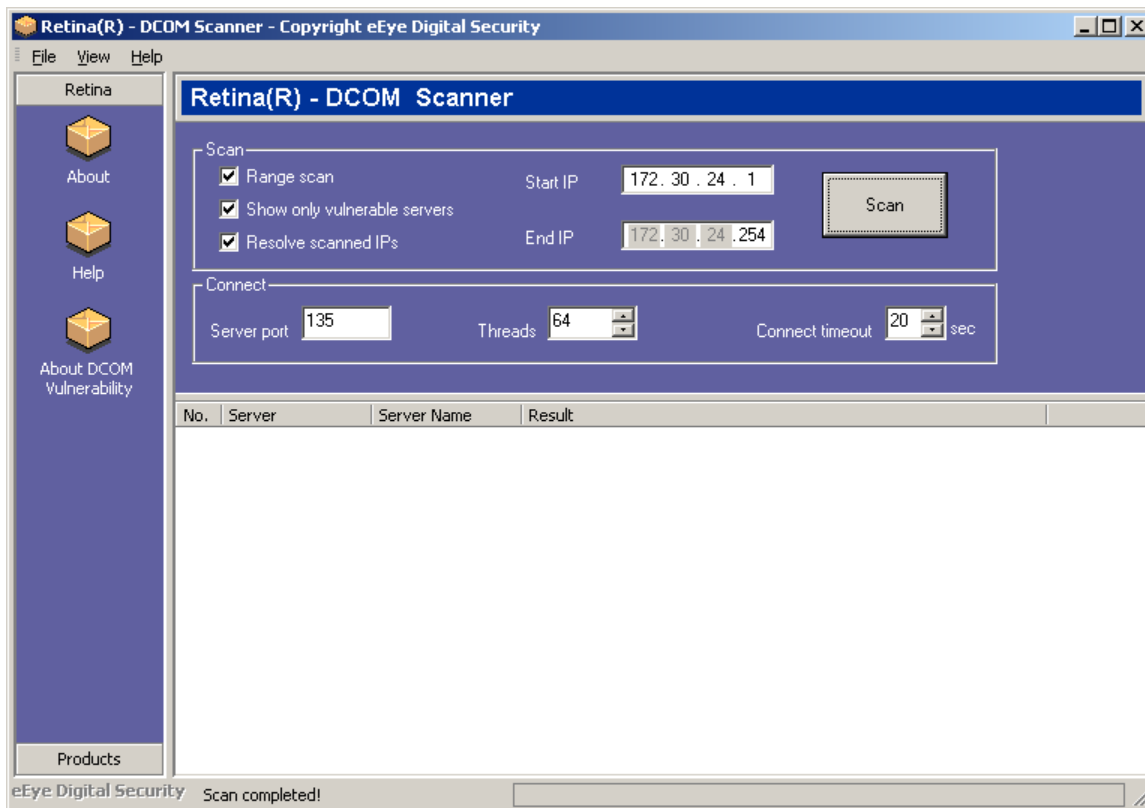 Retina(R) - DCOM Scanner - Copyright eEye Digital Security
File View Help
Retina
About
Help
About DCOM
Vulnerability
Products
Retina(R) - DCOM Scanner
Scan
Range scan
Show only vulnerable servers
Resolve scanned IPs
Start IP 172. 30 . 24 . 1
End IP 172. 30 . 24 .254
Scan
Connect
Server port 135 Threads 64 Connect timeout 20 sec
No. Server Server Name Result
eEye Digital Security Scan completed!